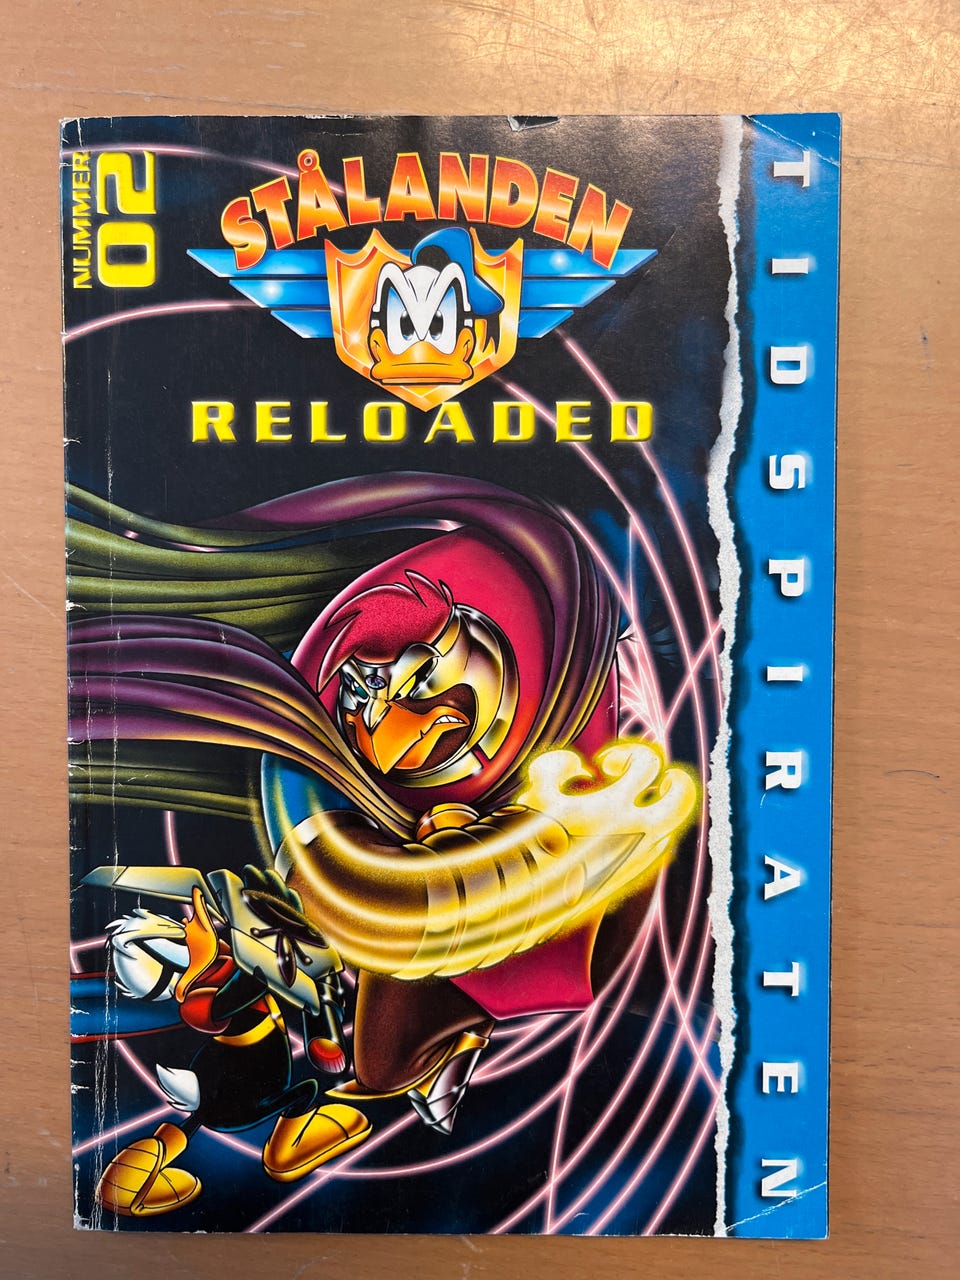 NUMMER
02
STÅLANDEN
RELOADED
TIDSPIRATEN